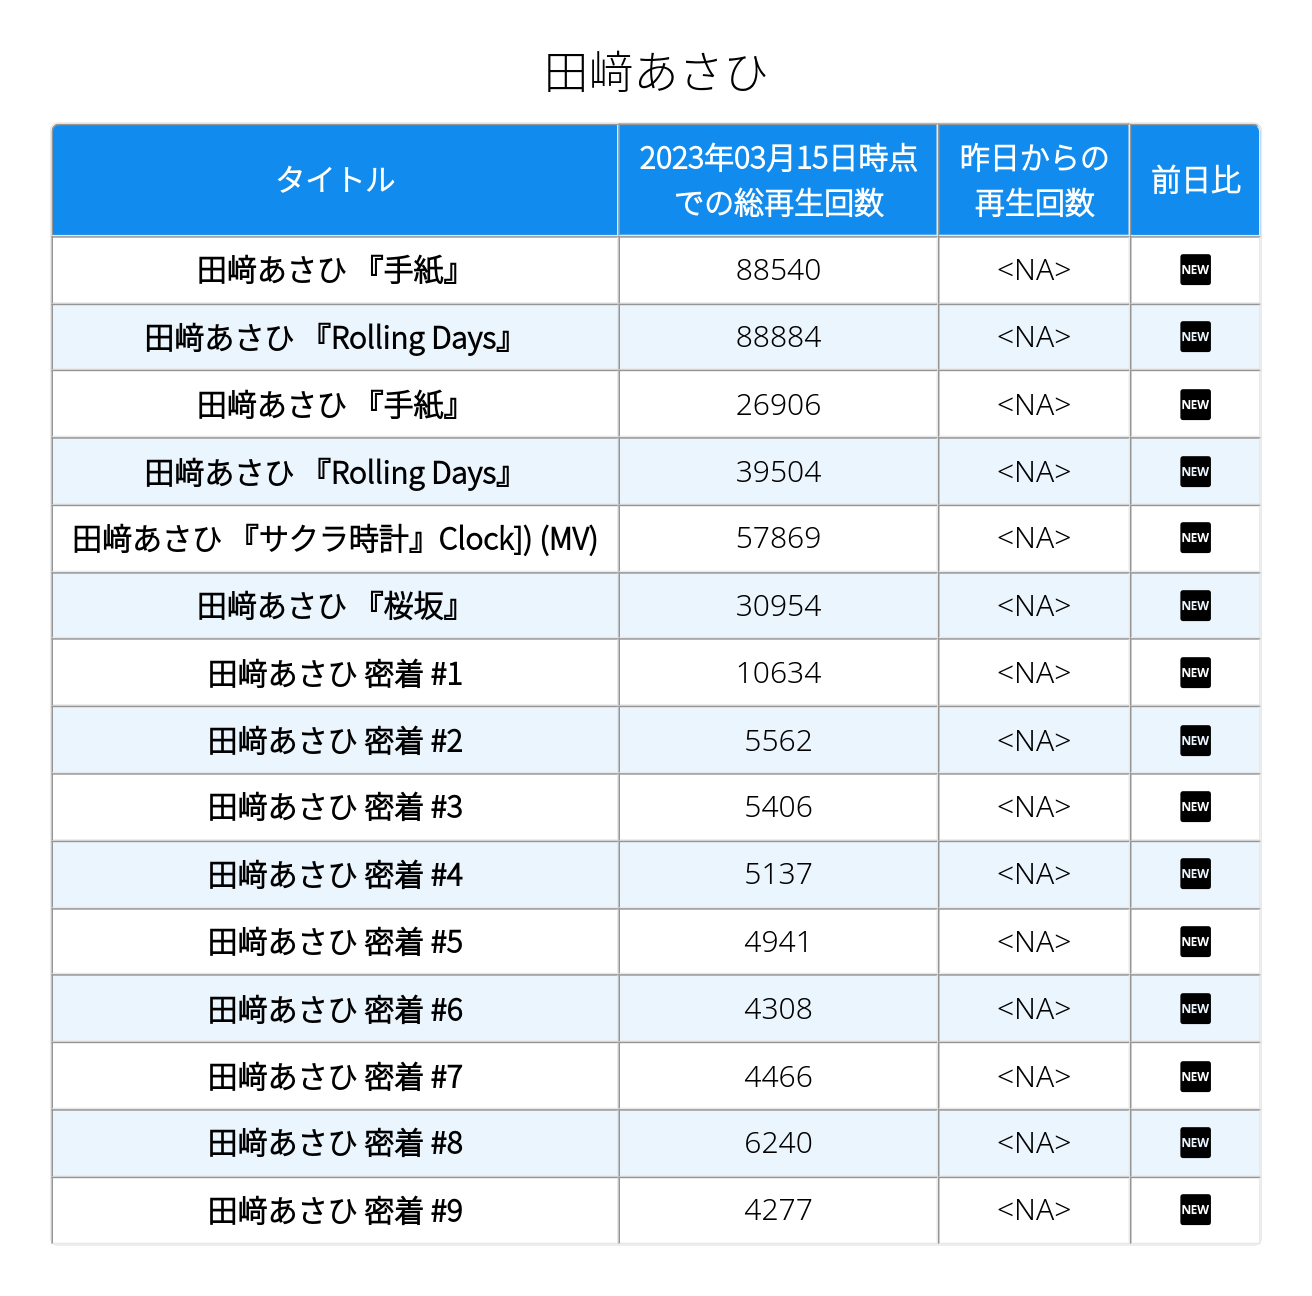 田﨑あさひ
タイトル
2023年03月15日時点
での総再生回数
昨日からの
再生回数
前日比
田﨑あさひ 『手紙』 88540 <NA> NEW
田﨑あさひ 『Rolling Days』 88884 <NA> NEW
田﨑あさひ 『手紙』 26906 <NA> NEW
田﨑あさひ 『Rolling Days』 39504 <NA> NEW
田﨑あさひ 『サクラ時計』Clock]) (MV) 57869 <NA> NEW
田﨑あさひ 『桜坂』 30954 <NA> NEW
田﨑あさひ 密着 #1 10634 <NA> NEW
田﨑あさひ 密着 #2 5562 <NA> NEW
田﨑あさひ 密着 #3 5406 <NA> NEW
田﨑あさひ 密着 #4 5137 <NA> NEW
田﨑あさひ 密着 #5 4941 <NA> NEW
田﨑あさひ 密着 #6 4308 <NA> NEW
田﨑あさひ 密着 #7 4466 <NA> NEW
田﨑あさひ 密着 #8 6240 <NA> NEW
田﨑あさひ 密着 #9 4277 <NA> NEW